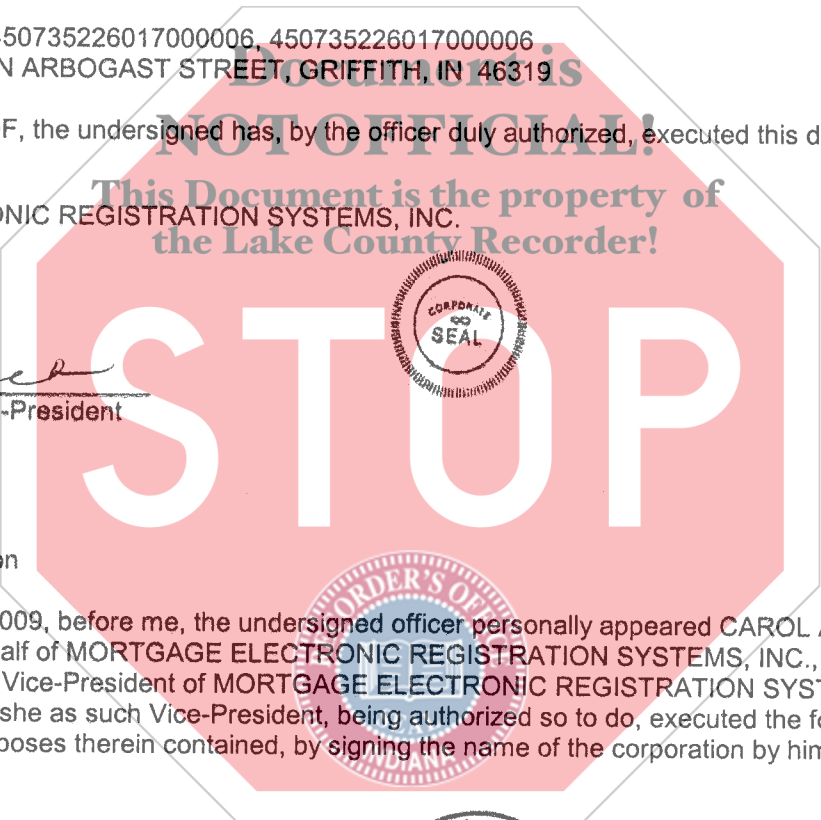 450735226017000006, 450735226017000006
N ARBOGAST STREET, GRIFFITH, IN 46319
Document is
F, the undersigned has, by the officer duly authorized, executed this d
NOT OFFICIAL!
This Document is the property of
ONIC REGISTRATION SYSTEMS, INC.
the Lake County Recorder!
CORPORATE
SEAL
STOP
-President
on
RECORDER'S OFFICE
009, before me, the undersigned officer personally appeared CAROL
alf of MORTGAGE ELECTRONIC REGISTRATION SYSTEMS, INC.,
Vice-President of MORTGAGE ELECTRONIC REGISTRATION SYST
she as such Vice-President, being authorized so to do, executed the fo
poses therein contained, by signing the name of the corporation by him
INDIANA